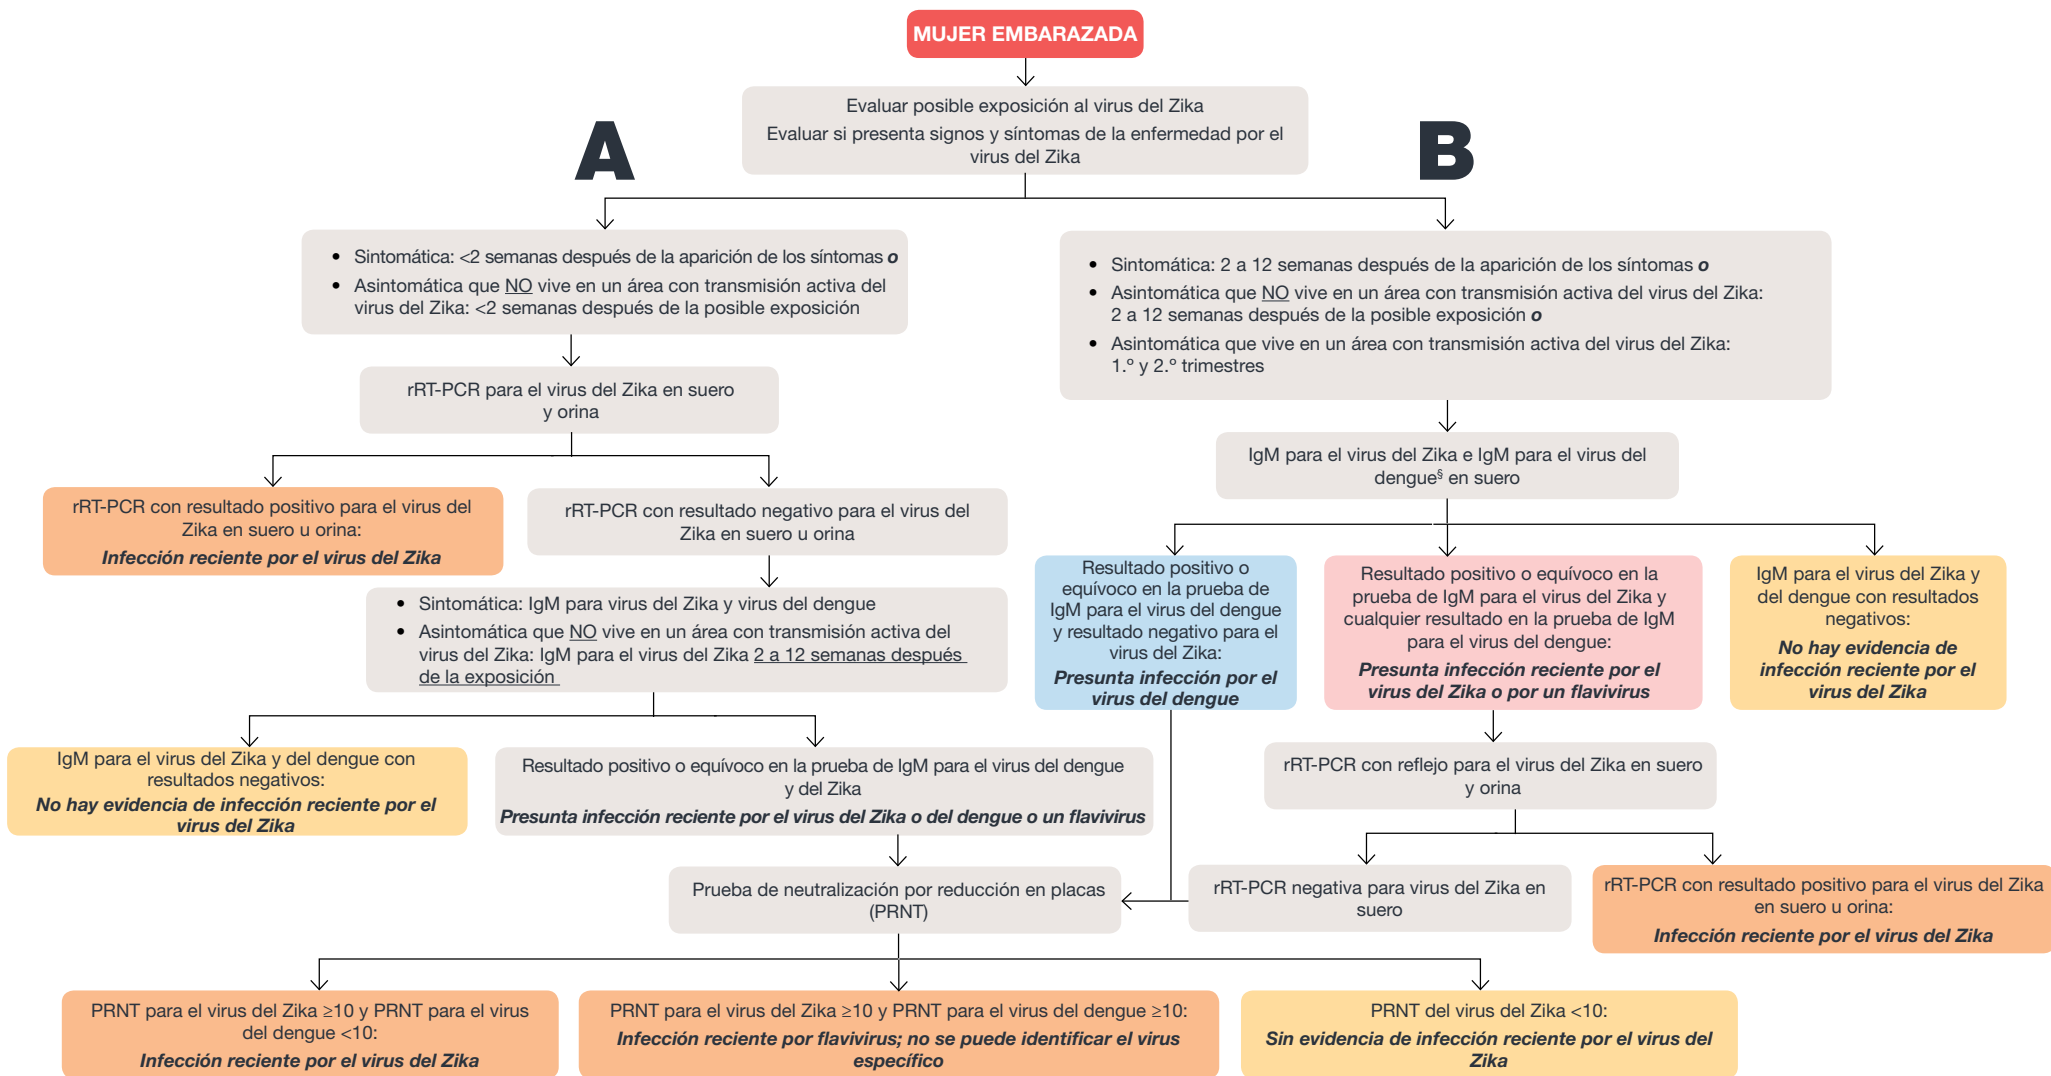 MUJER EMBARAZADA
Evaluar posible exposición al virus del Zika
Evaluar si presenta signos y síntomas de la enfermedad por el
virus del Zika
A
B
• Sintomática: <2 semanas después de la aparición de los síntomas o
• Asintomática que NO vive en un área con transmisión activa del
virus del Zika: <2 semanas después de la posible exposición
• Sintomática: 2 a 12 semanas después de la aparición de los síntomas o
• Asintomática que NO vive en un área con transmisión activa del virus del Zika:
2 a 12 semanas después de la posible exposición o
• Asintomática que vive en un área con transmisión activa del virus del Zika:
1.º y 2.º trimestres
rRT-PCR para el virus del Zika en suero
y orina
IgM para el virus del Zika e IgM para el virus del
dengue§ en suero
rRT-PCR con resultado positivo para el virus del
Zika en suero u orina:
Infección reciente por el virus del Zika
rRT-PCR con resultado negativo para el virus del
Zika en suero u orina
• Sintomática: IgM para virus del Zika y virus del dengue
• Asintomática que NO vive en un área con transmisión activa del
virus del Zika: IgM para el virus del Zika 2 a 12 semanas después
de la exposición
Resultado positivo o
equívoco en la prueba de
IgM para el virus del dengue
y resultado negativo para el
virus del Zika:
Presunta infección por el
virus del dengue
Resultado positivo o equívoco en la
prueba de IgM para el virus del Zika y
cualquier resultado en la prueba de IgM
para el virus del dengue:
Presunta infección reciente por el
virus del Zika o por un flavivirus
IgM para el virus del Zika y
del dengue con resultados
negativos:
No hay evidencia de
infección reciente por el
virus del Zika
IgM para el virus del Zika y del dengue con
resultados negativos:
No hay evidencia de infección reciente por el
virus del Zika
Resultado positivo o equívoco en la prueba de IgM para el virus del dengue
y del Zika
Presunta infección reciente por el virus del Zika o del dengue o un flavivirus
rRT-PCR con reflejo para el virus del Zika en suero
y orina
Prueba de neutralización por reducción en placas
(PRNT)
rRT-PCR negativa para virus del Zika en
suero
rRT-PCR con resultado positivo para el virus del Zika
en suero u orina:
Infección reciente por el virus del Zika
PRNT para el virus del Zika ≥10 y PRNT para el virus
del dengue <10:
Infección reciente por el virus del Zika
PRNT para el virus del Zika ≥10 y PRNT para el virus del dengue ≥10:
Infección reciente por flavivirus; no se puede identificar el virus
específico
PRNT del virus del Zika <10:
Sin evidencia de infección reciente por el virus del
Zika